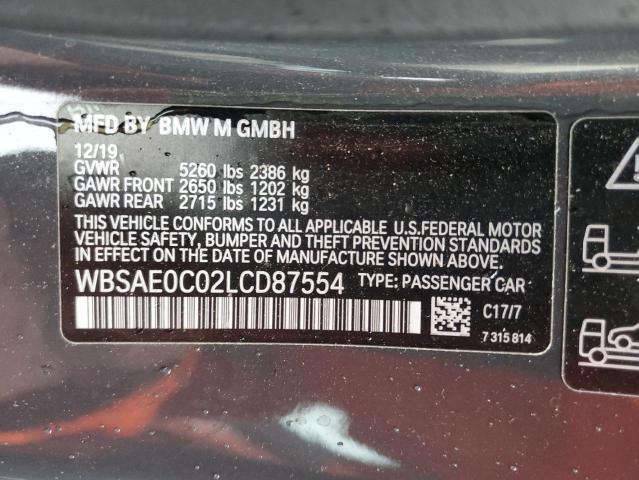 MFD BY BMW M GMBH
12/19
GVWR 5260 lbs 2386 kg
GAWR FRONT 2650 lbs 1202 kg
GAWR REAR 2715 lbs 1231 kg
THIS VEHICLE CONFORMS TO ALL APPLICABLE U.S.FEDERAL MOTOR
VEHICLE SAFETY, BUMPER AND THEFT PREVENTION STANDARDS
IN EFFECT ON THE DATE OF MANUFACTURE SHOWN ABOVE.
WBSAE0C02LCD87554 TYPE: PASSENGER CAR
C17/7
7 315 814